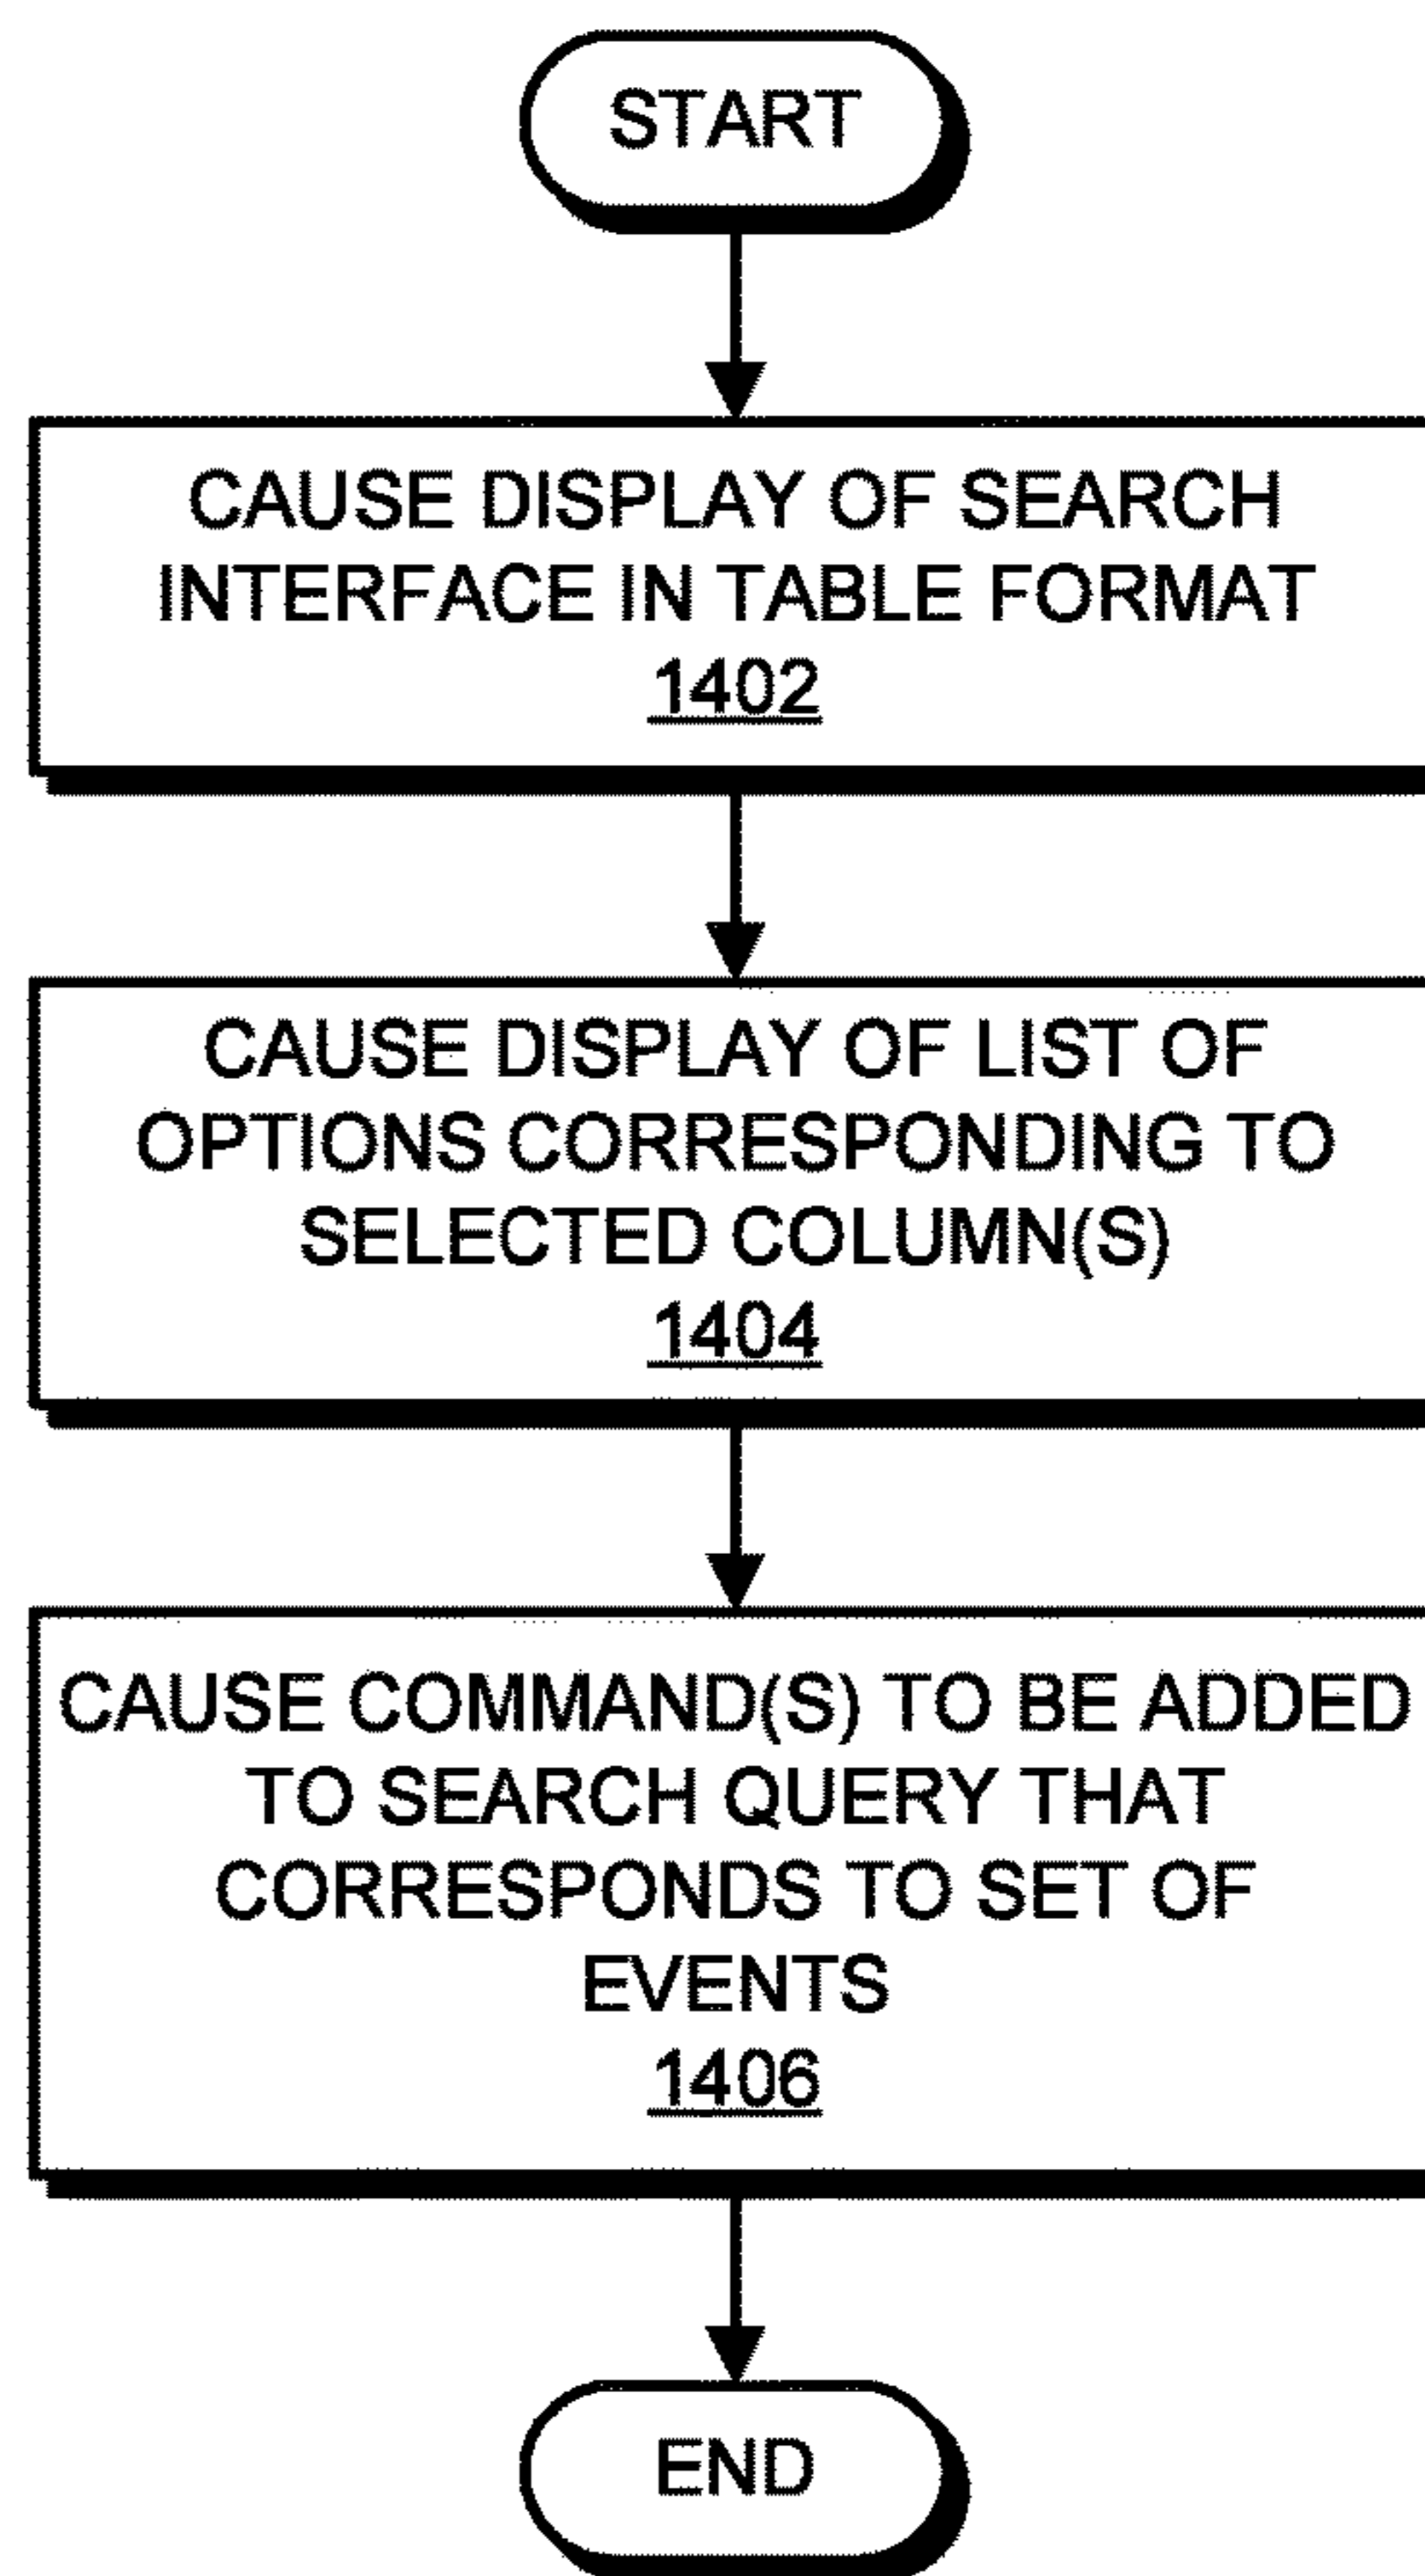 START
CAUSE DISPLAY OF SEARCH
INTERFACE IN TABLE FORMAT
1402
CAUSE DISPLAY OF LIST OF
OPTIONS CORRESPONDING TO
SELECTED COLUMN(S)
1404
CAUSE COMMAND(S) TO BE ADDED
TO SEARCH QUERY THAT
CORRESPONDS TO SET OF
EVENTS
1406
END